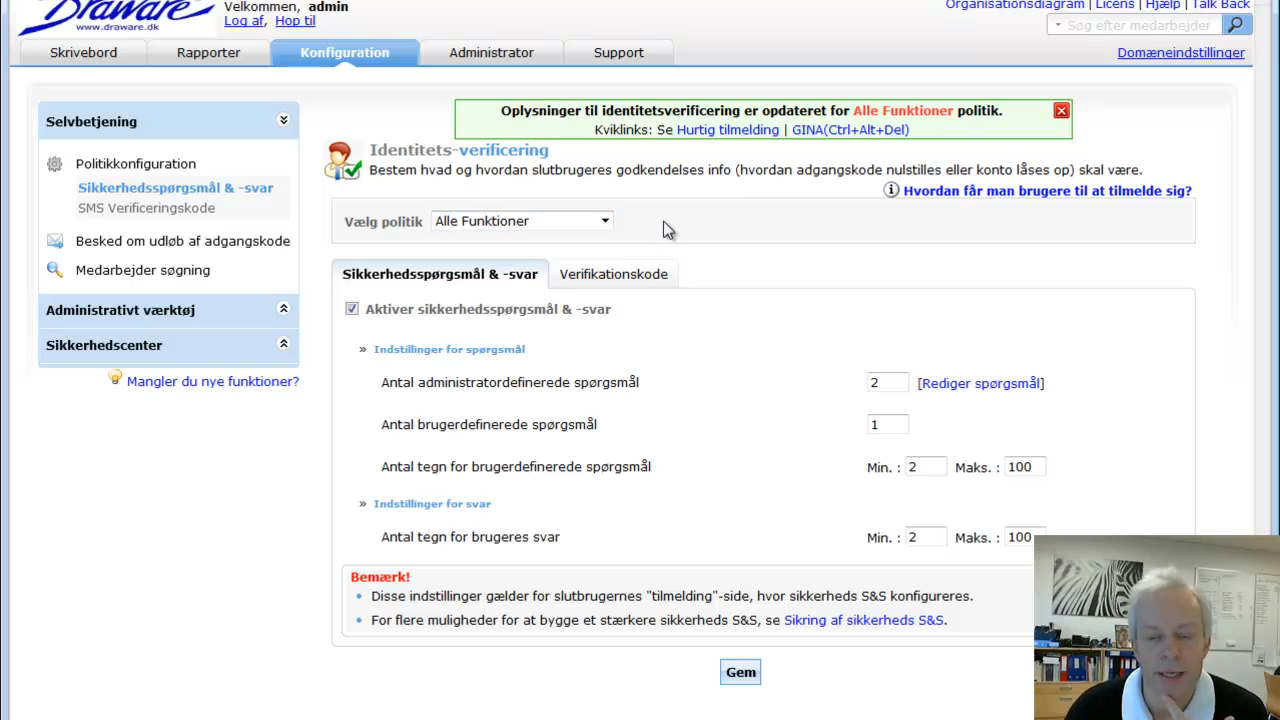 Draware
www.draware.dk
Velkommen, admin
Log af, Hop til
Organisationsdiagram | Licens | Hjælp | Talk Back
Søg efter medarbejder
Skrivebord
Rapporter
Konfiguration
Administrator
Support
Domæneindstillinger
Selvbetjening
Politikkonfiguration
Sikkerhedsspørgsmål & -svar
SMS Verificeringskode
Besked om udløb af adgangskode
Medarbejder søgning
Administrativt værktøj
Sikkerhedscenter
Mangler du nye funktioner?
Oplysninger til identitetsverificering er opdateret for Alle Funktioner politik.
Kviklinks: Se Hurtig tilmelding | GINA(Ctrl+Alt+Del)
Identitets-verificering
Bestem hvad og hvordan slutbrugeres godkendelses info (hvordan adgangskode nulstilles eller konto låses op) skal være.
Hvordan får man brugere til at tilmelde sig?
Vælg politik Alle Funktioner
Sikkerhedsspørgsmål & -svar
Verifikationskode
Aktiver sikkerhedsspørgsmål & -svar
» Indstillinger for spørgsmål
Antal administratordefinerede spørgsmål 2 [Rediger spørgsmål]
Antal brugerdefinerede spørgsmål 1
Antal tegn for brugerdefinerede spørgsmål Min. : 2 Maks. : 100
» Indstillinger for svar
Antal tegn for brugeres svar Min. : 2 Maks. : 100
Bemærk!
• Disse indstillinger gælder for slutbrugernes "tilmelding"-side, hvor sikkerheds S&S konfigureres.
• For flere muligheder for at bygge et stærkere sikkerheds S&S, se Sikring af sikkerheds S&S.
Gem